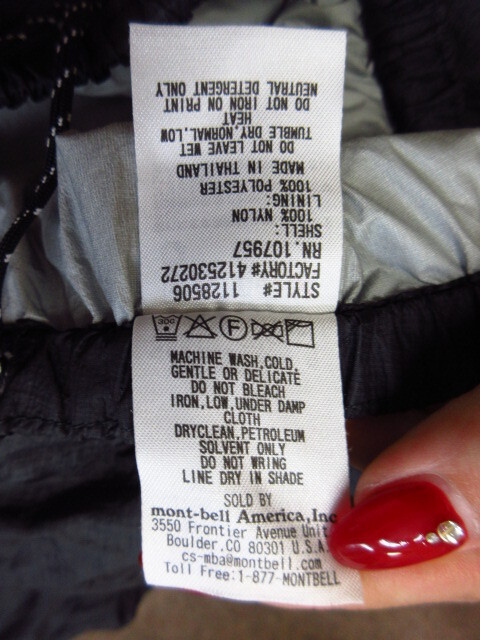 STYLE# 1128506
FACTORY# 412530272
RN. 107957
SHELL:
100% NYLON
LINING:
100% POLYESTER
MADE IN THAILAND
DO NOT LEAVE WET
TUMBLE DRY,NORMAL,LOW
HEAT
DO NOT IRON ON PRINT
NEUTRAL DETERGENT ONLY
30C
F
MACHINE WASH,COLD,
GENTLE OR DELICATE
DO NOT BLEACH
IRON,LOW,UNDER DAMP
CLOTH
DRYCLEAN,PETROLEUM
SOLVENT ONLY
DO NOT WRING
LINE DRY IN SHADE
SOLD BY
mont-bell America,Inc
3550 Frontier Avenue Unit
Boulder,CO 80301 U.S.A
cs-mba@montbell.com
Toll Free:1-877-MONTBELL